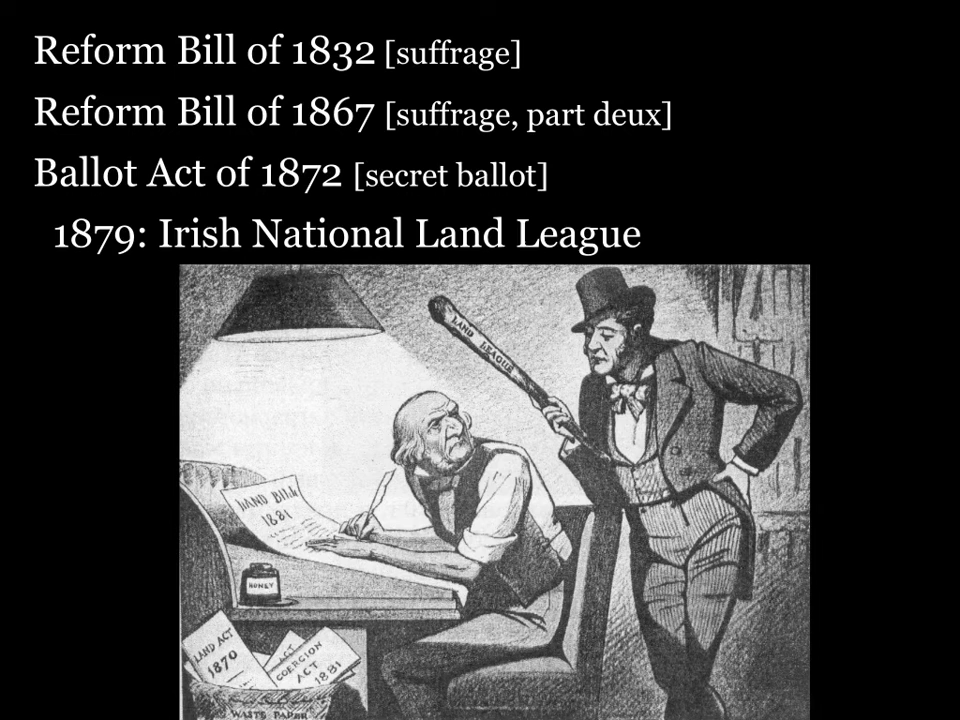 Reform Bill of 1832 [suffrage]
Reform Bill of 1867 [suffrage, part deux]
Ballot Act of 1872 [secret ballot]
1879: Irish National Land League
LAND LEAGUE
LAND BILL
1881
HONEY
LAND ACT
1870
ACT
COERCION
ACT
1881
WASTE PAPER